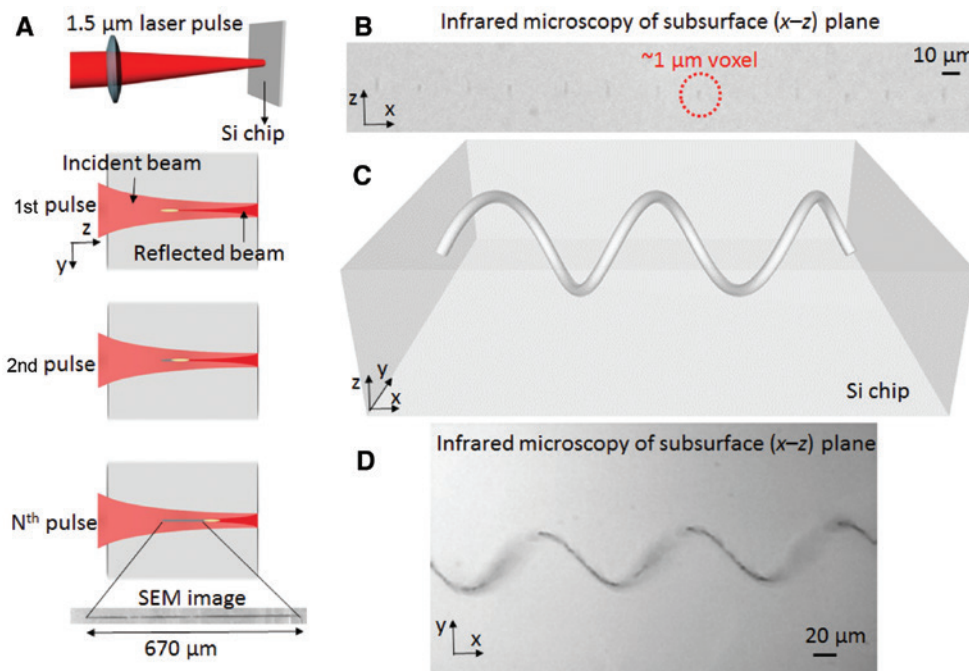 A
1.5 µm laser pulse
Si chip
Incident beam
1st pulse
z
y
Reflected beam
2nd pulse
Nth pulse
SEM image
670 µm
B
Infrared microscopy of subsurface (x–z) plane
~1 µm voxel
10 µm
z
x
C
z
y
x
Si chip
Infrared microscopy of subsurface (x–z) plane
D
y
x
20 µm